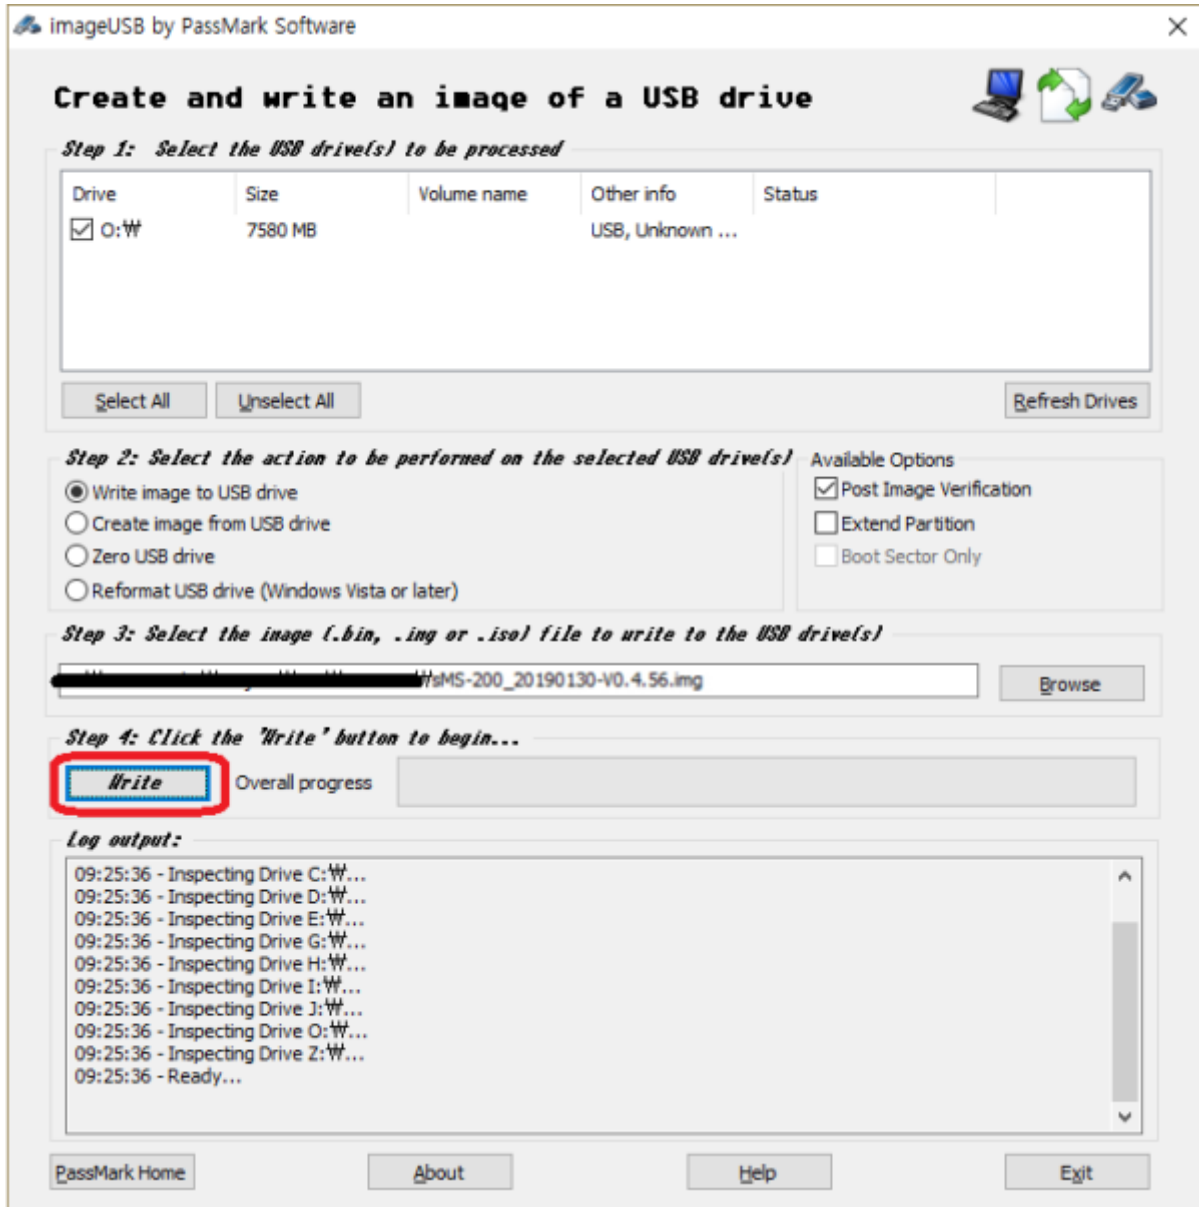 imageUSB by PassMark Software
Create and write an image of a USB drive
Step 1: Select the USB drive(s) to be processed
Drive Size Volume name Other info Status
O:₩ 7580 MB USB, Unknown ...
Select All Unselect All Refresh Drives
Step 2: Select the action to be performed on the selected USB drive(s) Available Options
Write image to USB drive Post Image Verification
Create image from USB drive Extend Partition
Zero USB drive Boot Sector Only
Reformat USB drive (Windows Vista or later)
Step 3: Select the image (.bin, .img or .iso) file to write to the USB drive(s)
₩sMS-200_20190130-V0.4.56.img Browse
Step 4: Click the 'Write' button to begin...
Write Overall progress
Log output:
09:25:36 - Inspecting Drive C:₩...
09:25:36 - Inspecting Drive D:₩...
09:25:36 - Inspecting Drive E:₩...
09:25:36 - Inspecting Drive G:₩...
09:25:36 - Inspecting Drive H:₩...
09:25:36 - Inspecting Drive I:₩...
09:25:36 - Inspecting Drive J:₩...
09:25:36 - Inspecting Drive O:₩...
09:25:36 - Inspecting Drive Z:₩...
09:25:36 - Ready...
PassMark Home About Help Exit